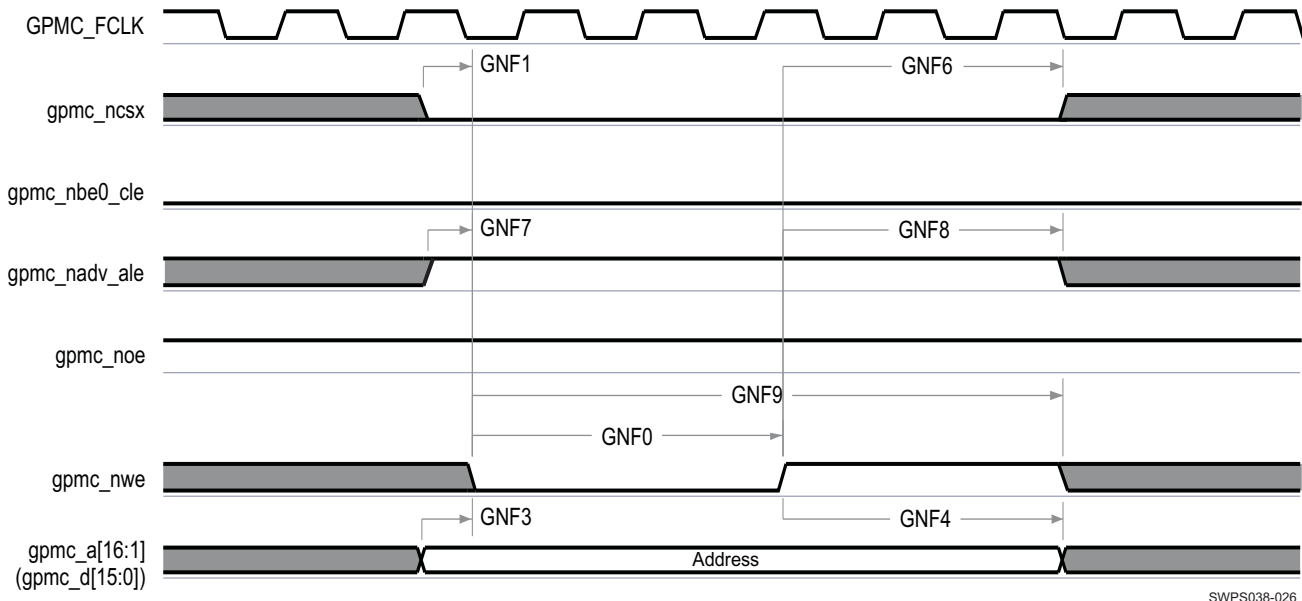 GPMC_FCLK
GNF1
GNF6
gpmc_ncsx
gpmc_nbe0_cle
GNF7
GNF8
gpmc_nadv_ale
gpmc_noe
GNF9
GNF0
gpmc_nwe
GNF3
GNF4
gpmc_a[16:1]
(gpmc_d[15:0])
Address
SWPS038-026